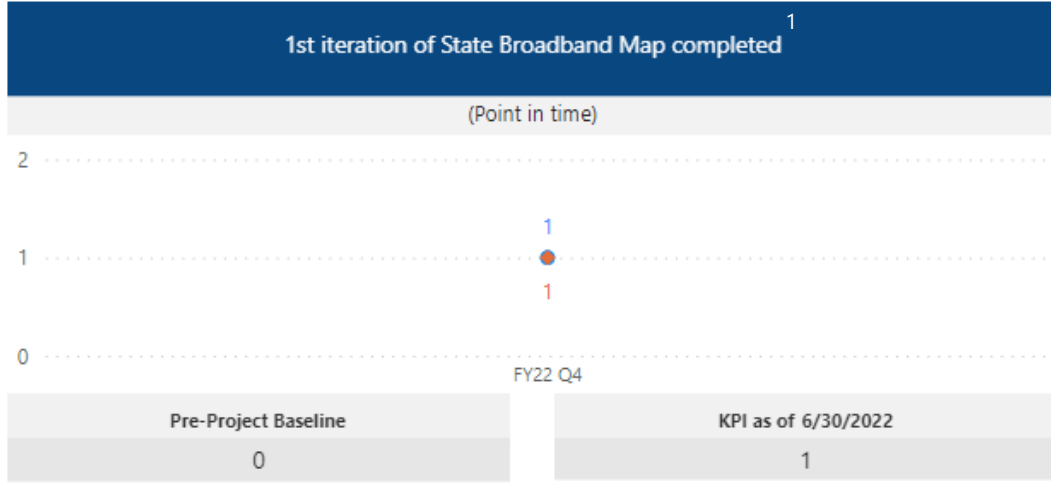 1st iteration of State Broadband Map completed 1
(Point in time)
2
1
1
1
0
FY22 Q4
Pre-Project Baseline
KPI as of 6/30/2022
0
1